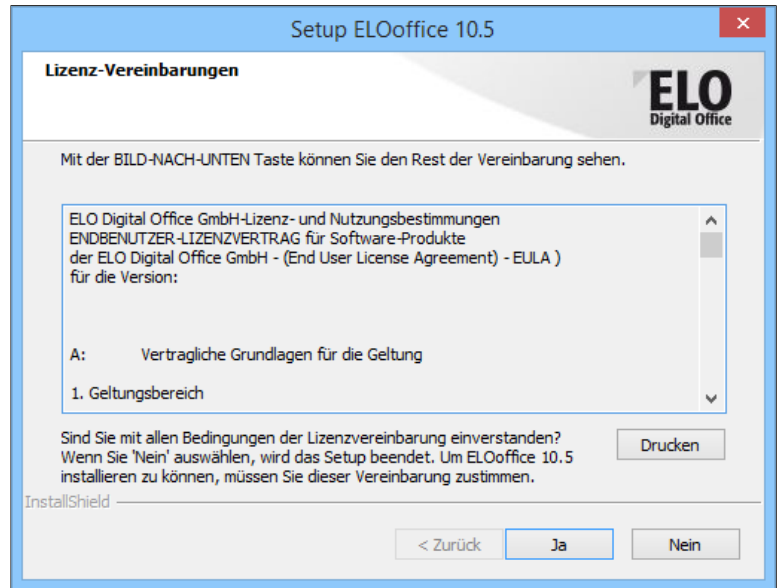 Setup ELOoffice 10.5
Lizenz-Vereinbarungen
ELO
Digital Office
Mit der BILD-NACH-UNTEN Taste können Sie den Rest der Vereinbarung sehen.
ELO Digital Office GmbH-Lizenz- und Nutzungsbestimmungen
ENDBENUTZER-LIZENZVERTRAG für Software-Produkte
der ELO Digital Office GmbH - (End User License Agreement) - EULA )
für die Version:
A: Vertragliche Grundlagen für die Geltung
1. Geltungsbereich
Sind Sie mit allen Bedingungen der Lizenzvereinbarung einverstanden?
Wenn Sie 'Nein' auswählen, wird das Setup beendet. Um ELOoffice 10.5
installieren zu können, müssen Sie dieser Vereinbarung zustimmen.
Drucken
InstallShield
< Zurück Ja Nein